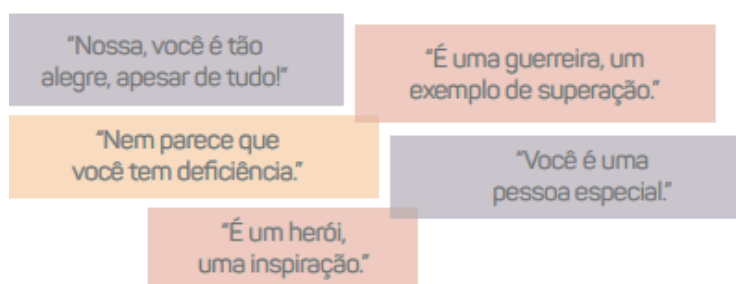 “Nossa, você é tão
alegre, apesar de tudo!”
“É uma guerreira, um
exemplo de superação.”
“Nem parece que
você tem deficiência.”
“Você é uma
pessoa especial.”
“É um herói,
uma inspiração.”